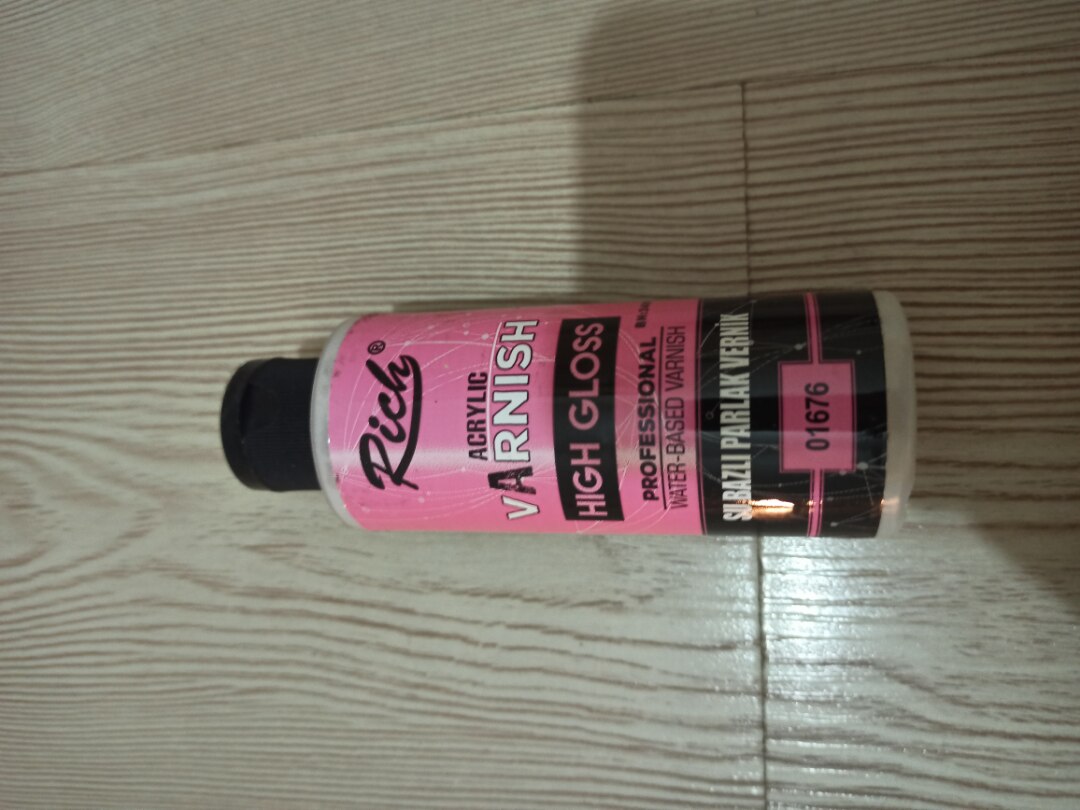 Rich®
ACRYLIC
VARNISH
HIGH GLOSS
PROFESSIONAL
WATER-BASED VARNISH
SU BAZLI PARLAK VERNİK
01676